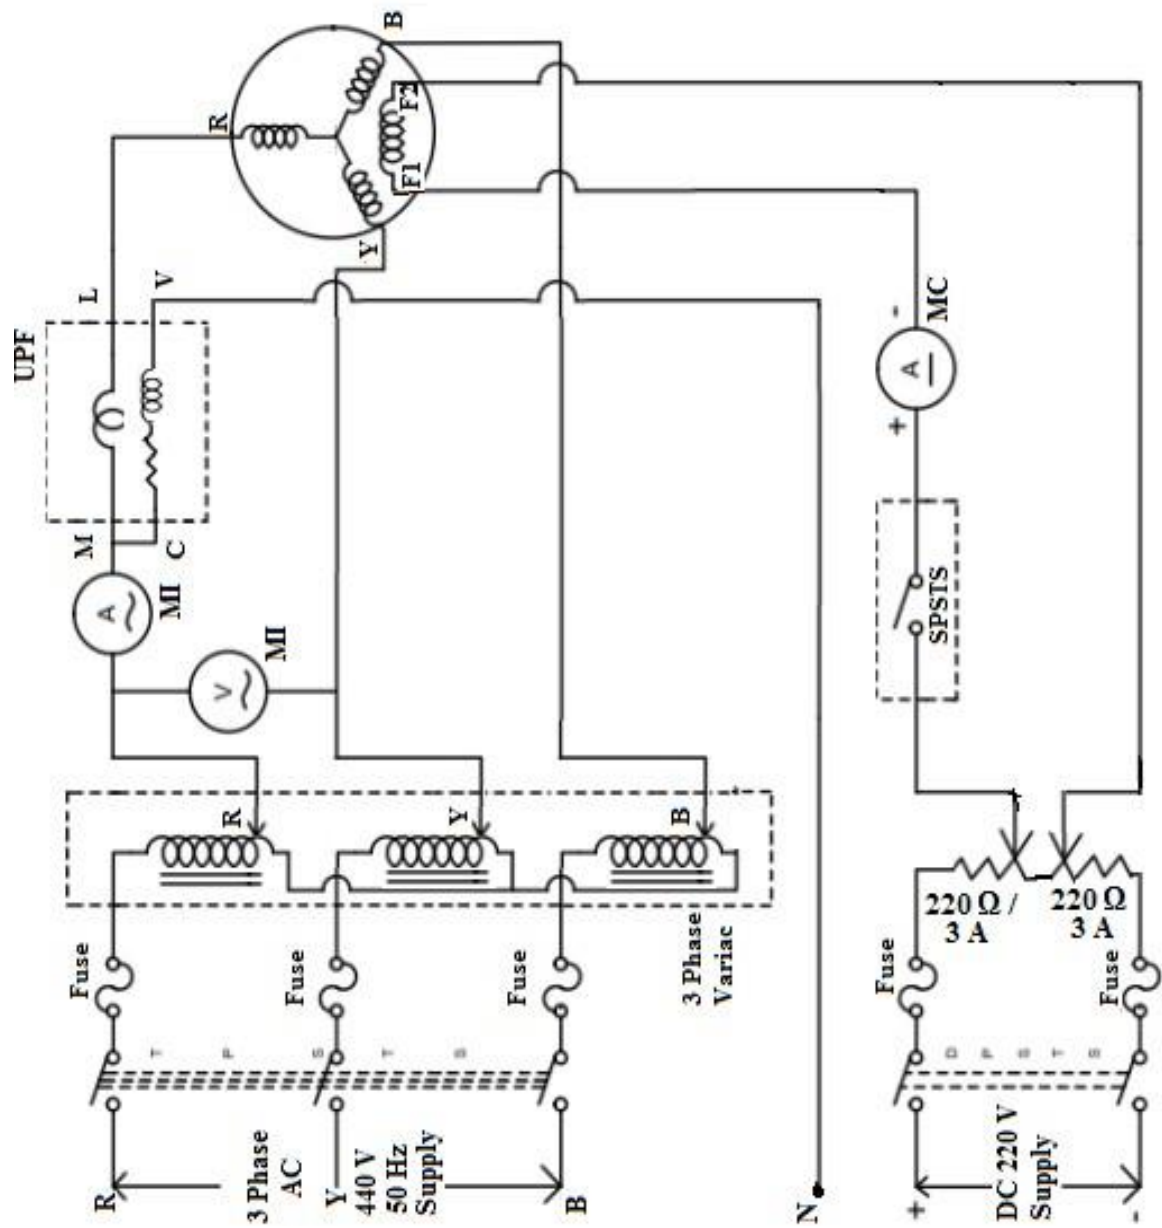 R
3 Phase
AC
Y
440 V
50 Hz
Supply
B
N
+
DC 220 V
Supply
-
T
P
S
T
S
D
P
S
T
S
Fuse
Fuse
Fuse
Fuse
Fuse
3 Phase
Variac
R
Y
B
220 Ω /
3 A
220 Ω
3 A
V
MI
A
MI
M
C
UPF
L
V
SPSTS
+
A
-
MC
R
Y
B
F1
F2